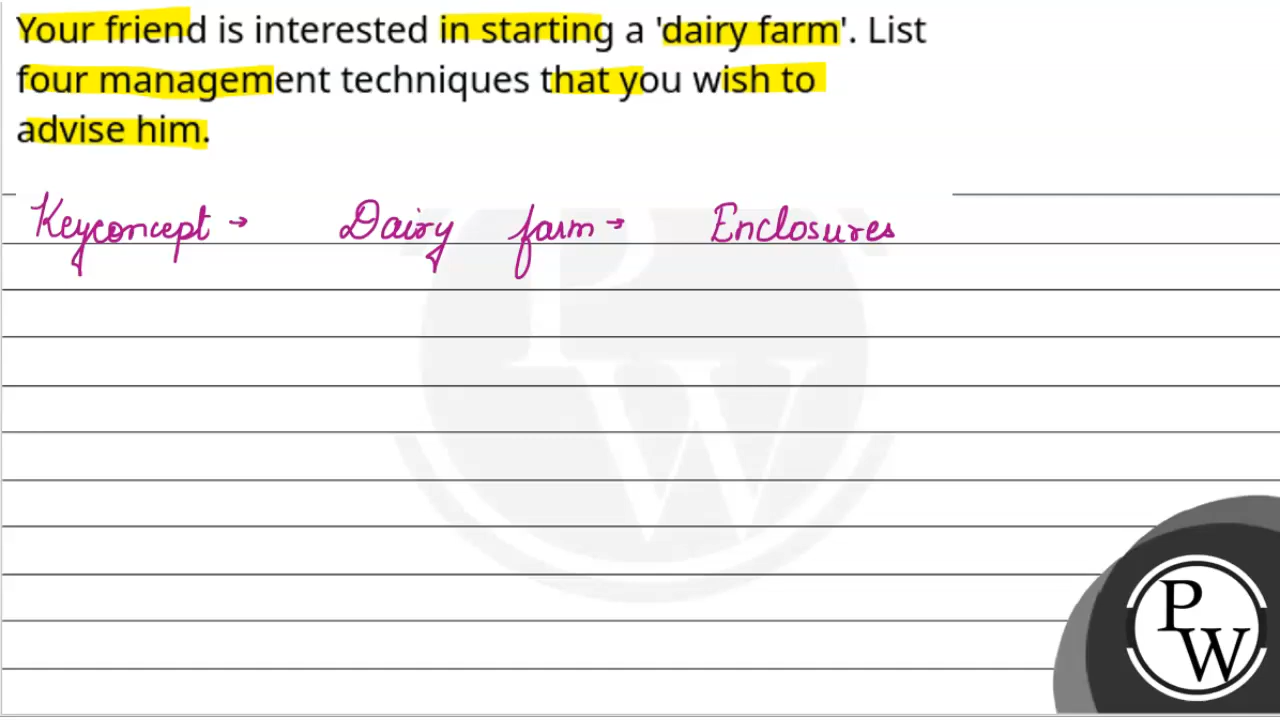 Your friend is interested in starting a 'dairy farm'. List
four management techniques that you wish to
advise him.
Keyconcept → Dairy farm → Enclosures
PW
PW